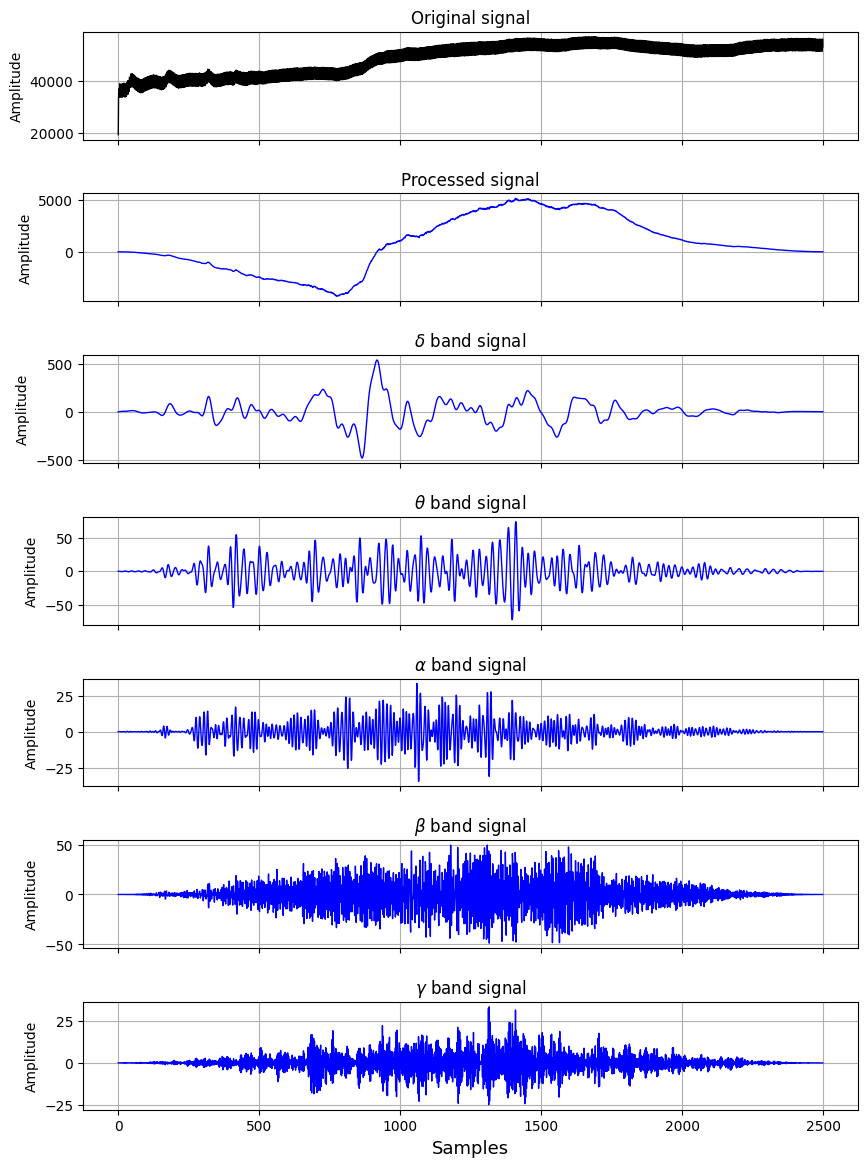 Original signal
Amplitude
40000
20000
Processed signal
Amplitude
5000
0
δ band signal
Amplitude
500
0
−500
θ band signal
Amplitude
50
0
−50
α band signal
Amplitude
25
0
−25
β band signal
Amplitude
50
0
−50
γ band signal
Amplitude
25
0
−25
0 500 1000 1500 2000 2500
Samples